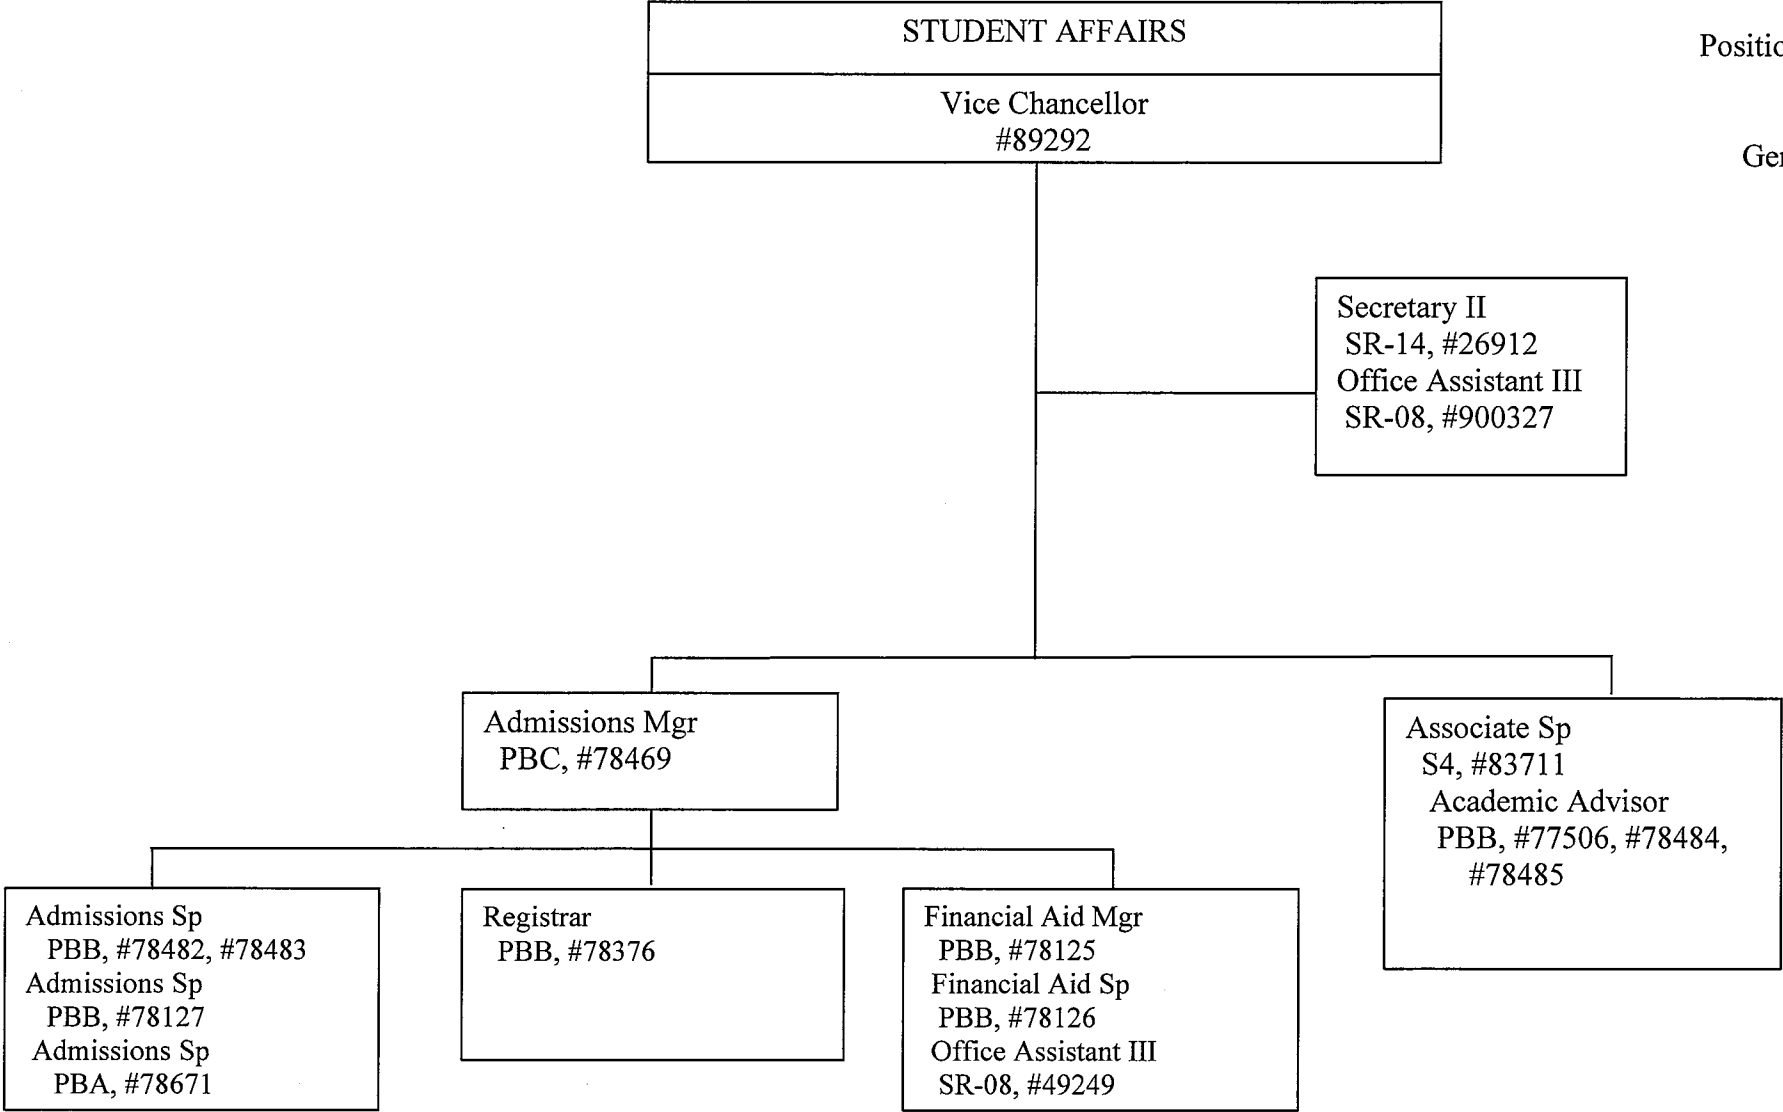 STUDENT AFFAIRS
Vice Chancellor
#89292
Secretary II
SR-14, #26912
Office Assistant III
SR-08, #900327
Admissions Mgr
PBC, #78469
Associate Sp
S4, #83711
Academic Advisor
PBB, #77506, #78484,
#78485
Admissions Sp
PBB, #78482, #78483
Admissions Sp
PBB, #78127
Admissions Sp
PBA, #78671
Registrar
PBB, #78376
Financial Aid Mgr
PBB, #78125
Financial Aid Sp
PBB, #78126
Office Assistant III
SR-08, #49249